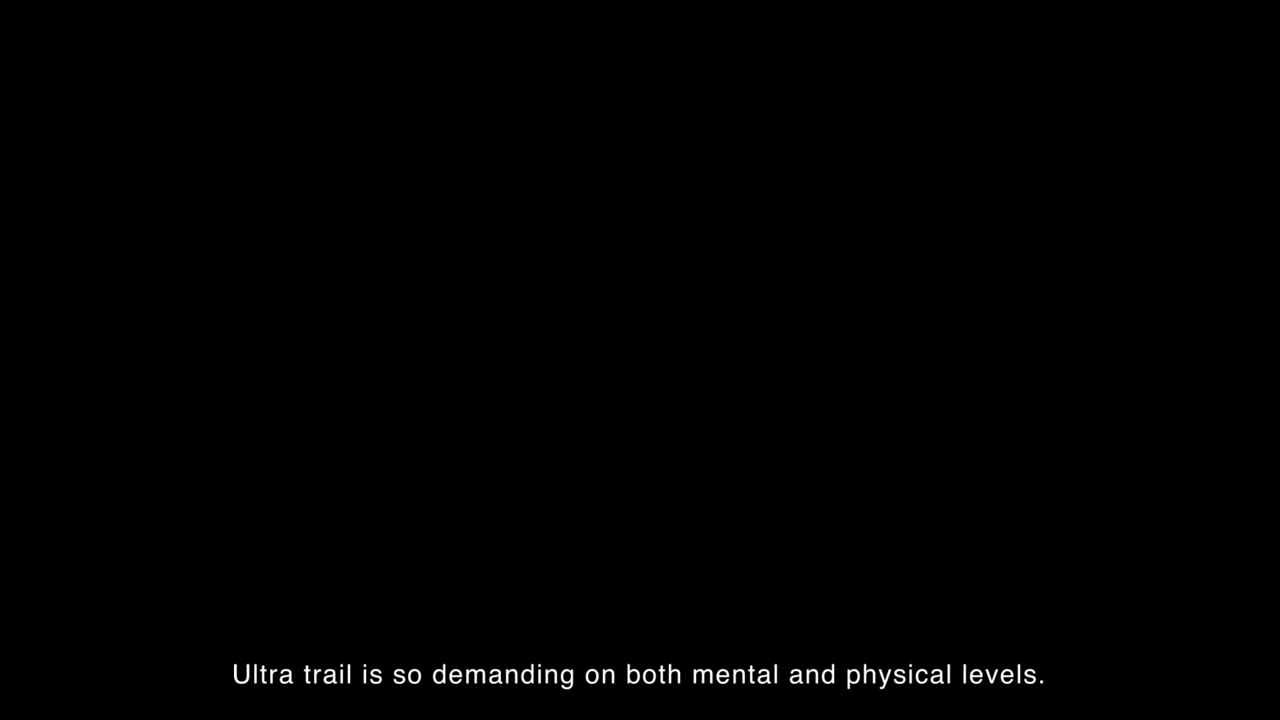 Ultra trail is so demanding on both mental and physical levels.